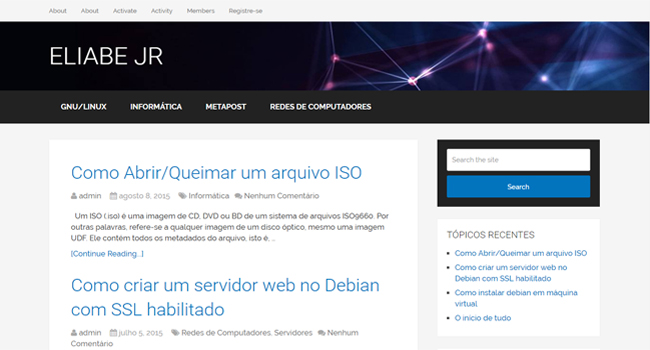 About About Activate Activity Members Registre-se
ELIABE JR
GNU/LINUX INFORMÁTICA METAPOST REDES DE COMPUTADORES
Como Abrir/Queimar um arquivo ISO
admin agosto 8, 2015 Informática Nenhum Comentário
Um ISO (.iso) é uma imagem de CD, DVD ou BD de um sistema de arquivos ISO9660. Por
outras palavras, refere-se a qualquer imagem de um disco óptico, mesmo uma imagem
UDF. Ele contém todos os metadados do arquivo, isto é, ...
[Continue Reading...]
Como criar um servidor web no Debian
com SSL habilitado
admin julho 5, 2015 Redes de Computadores, Servidores Nenhum
Comentário
Search the site
Search
TÓPICOS RECENTES
Como Abrir/Queimar um arquivo ISO
Como criar um servidor web no
Debian com SSL habilitado
Como instalar debian em máquina
virtual
O inicio de tudo